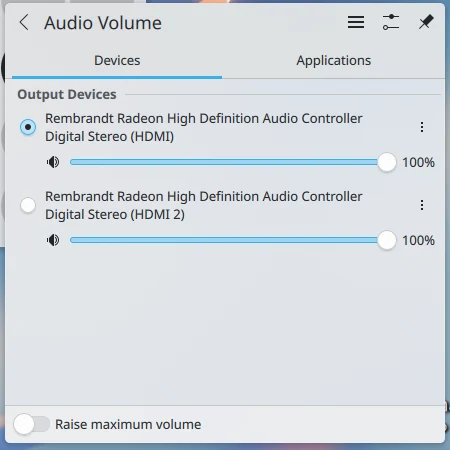 Audio Volume
Devices
Applications
Output Devices
Rembrandt Radeon High Definition Audio Controller
Digital Stereo (HDMI)
100%
Rembrandt Radeon High Definition Audio Controller
Digital Stereo (HDMI 2)
100%
Raise maximum volume